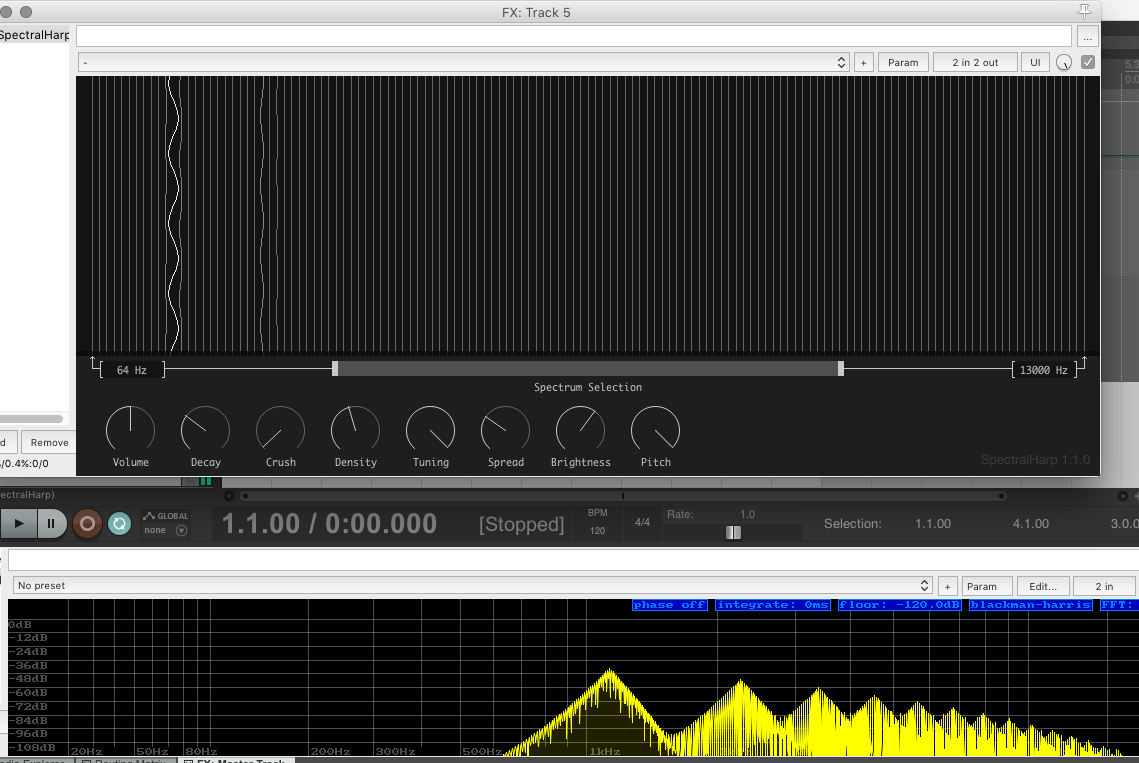 FX: Track 5
SpectralHarp
...
-
+
Param
2 in 2 out
UI
5.3
64 Hz
13000 Hz
Spectrum Selection
Volume
Decay
Crush
Density
Tuning
Spread
Brightness
Pitch
SpectralHarp 1.1.0
Remove
/0.4%:0/0
ectralHarp)
GLOBAL
none
1.1.00 / 0:00.000
[Stopped]
BPM
120
4/4
Rate:
1.0
Selection:
1.1.00
4.1.00
3.0.0
No preset
+
Param
Edit...
2 in
phase off
integrate: 0ms
floor: -120.0dB
blackman-harris
FFT:
0dB
-12dB
-24dB
-36dB
-48dB
-60dB
-72dB
-84dB
-96dB
-108dB
20Hz
50Hz
80Hz
200Hz
300Hz
500Hz
1kHz
Routing Matrix
FX: Master Track